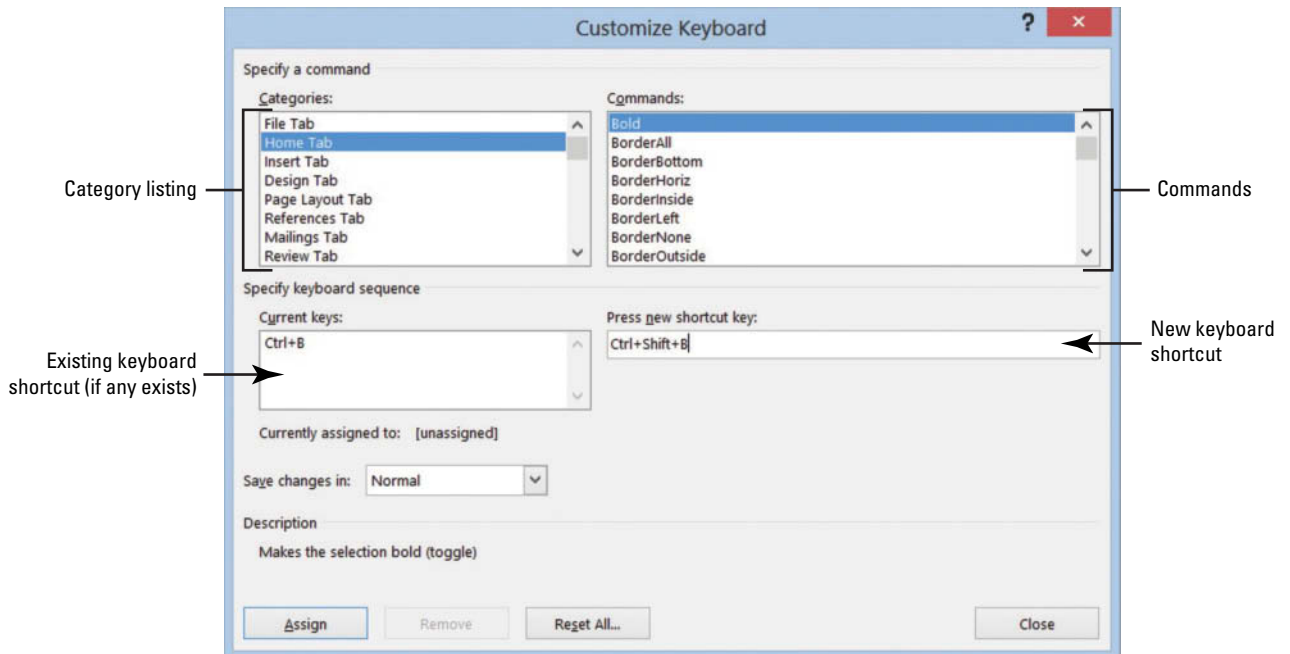 Customize Keyboard
?
Specify a command
Categories:
Commands:
File Tab
Home Tab
Insert Tab
Design Tab
Page Layout Tab
References Tab
Mailings Tab
Review Tab
Bold
BorderAll
BorderBottom
BorderHoriz
BorderInside
BorderLeft
BorderNone
BorderOutside
Category listing
Commands
Specify keyboard sequence
Current keys:
Press new shortcut key:
Ctrl+B
Ctrl+Shift+B
Existing keyboard
shortcut (if any exists)
New keyboard
shortcut
Currently assigned to: [unassigned]
Save changes in: Normal
Description
Makes the selection bold (toggle)
Assign
Remove
Reset All...
Close